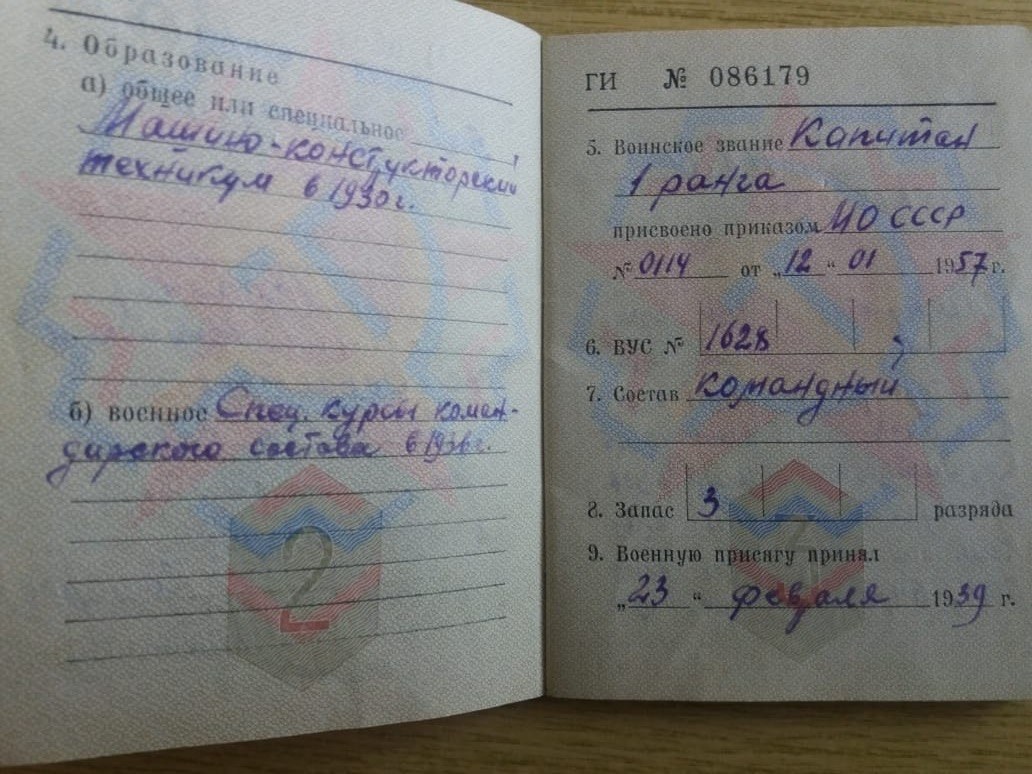 4. Образование
а) общее или специальное
Машино-констукторский
техникум в 1930 г.
б) военное Спец. курсы коман-
дирского состава в 1936 г.
2
ГИ № 086179
5. Воинское звание Капитан
1 ранга
присвоено приказом МО СССР
№ 0114 от „12“ 01 1957 г.
6. ВУС № 1628
7. Состав командный
8. Запас 3 разряда
9. Военную присягу принял
„23“ февраля 1939 г.